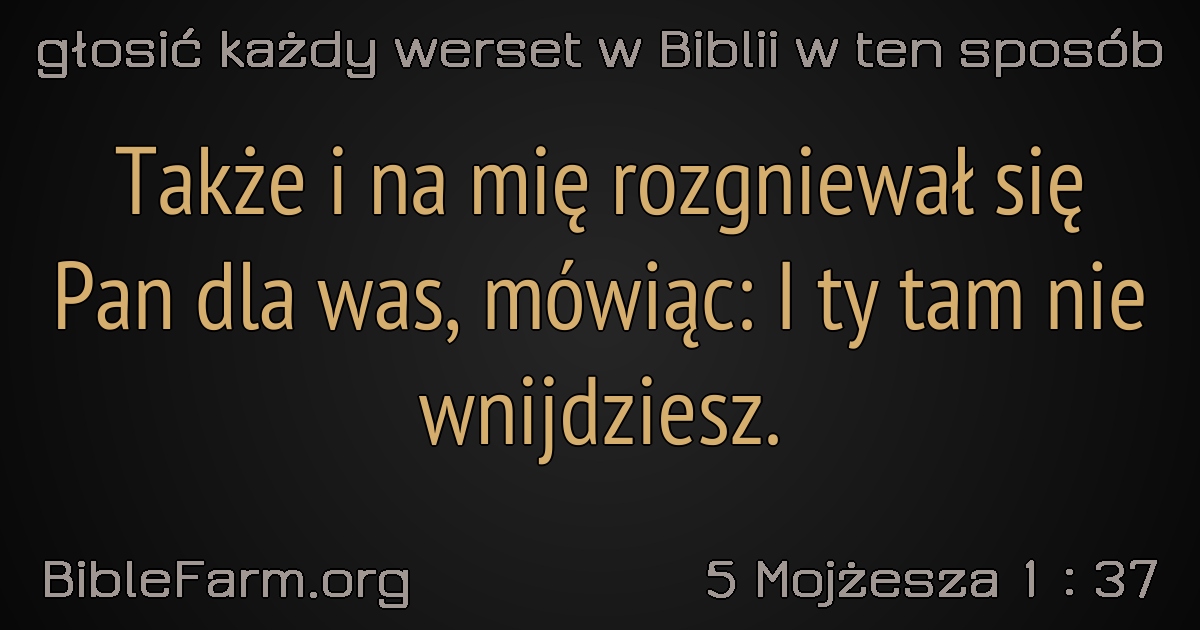 głosić każdy werset w Biblii w ten sposób
Także i na mię rozgniewał się
Pan dla was, mówiąc: I ty tam nie
wnijdziesz.
BibleFarm.org
5 Mojżesza 1 : 37